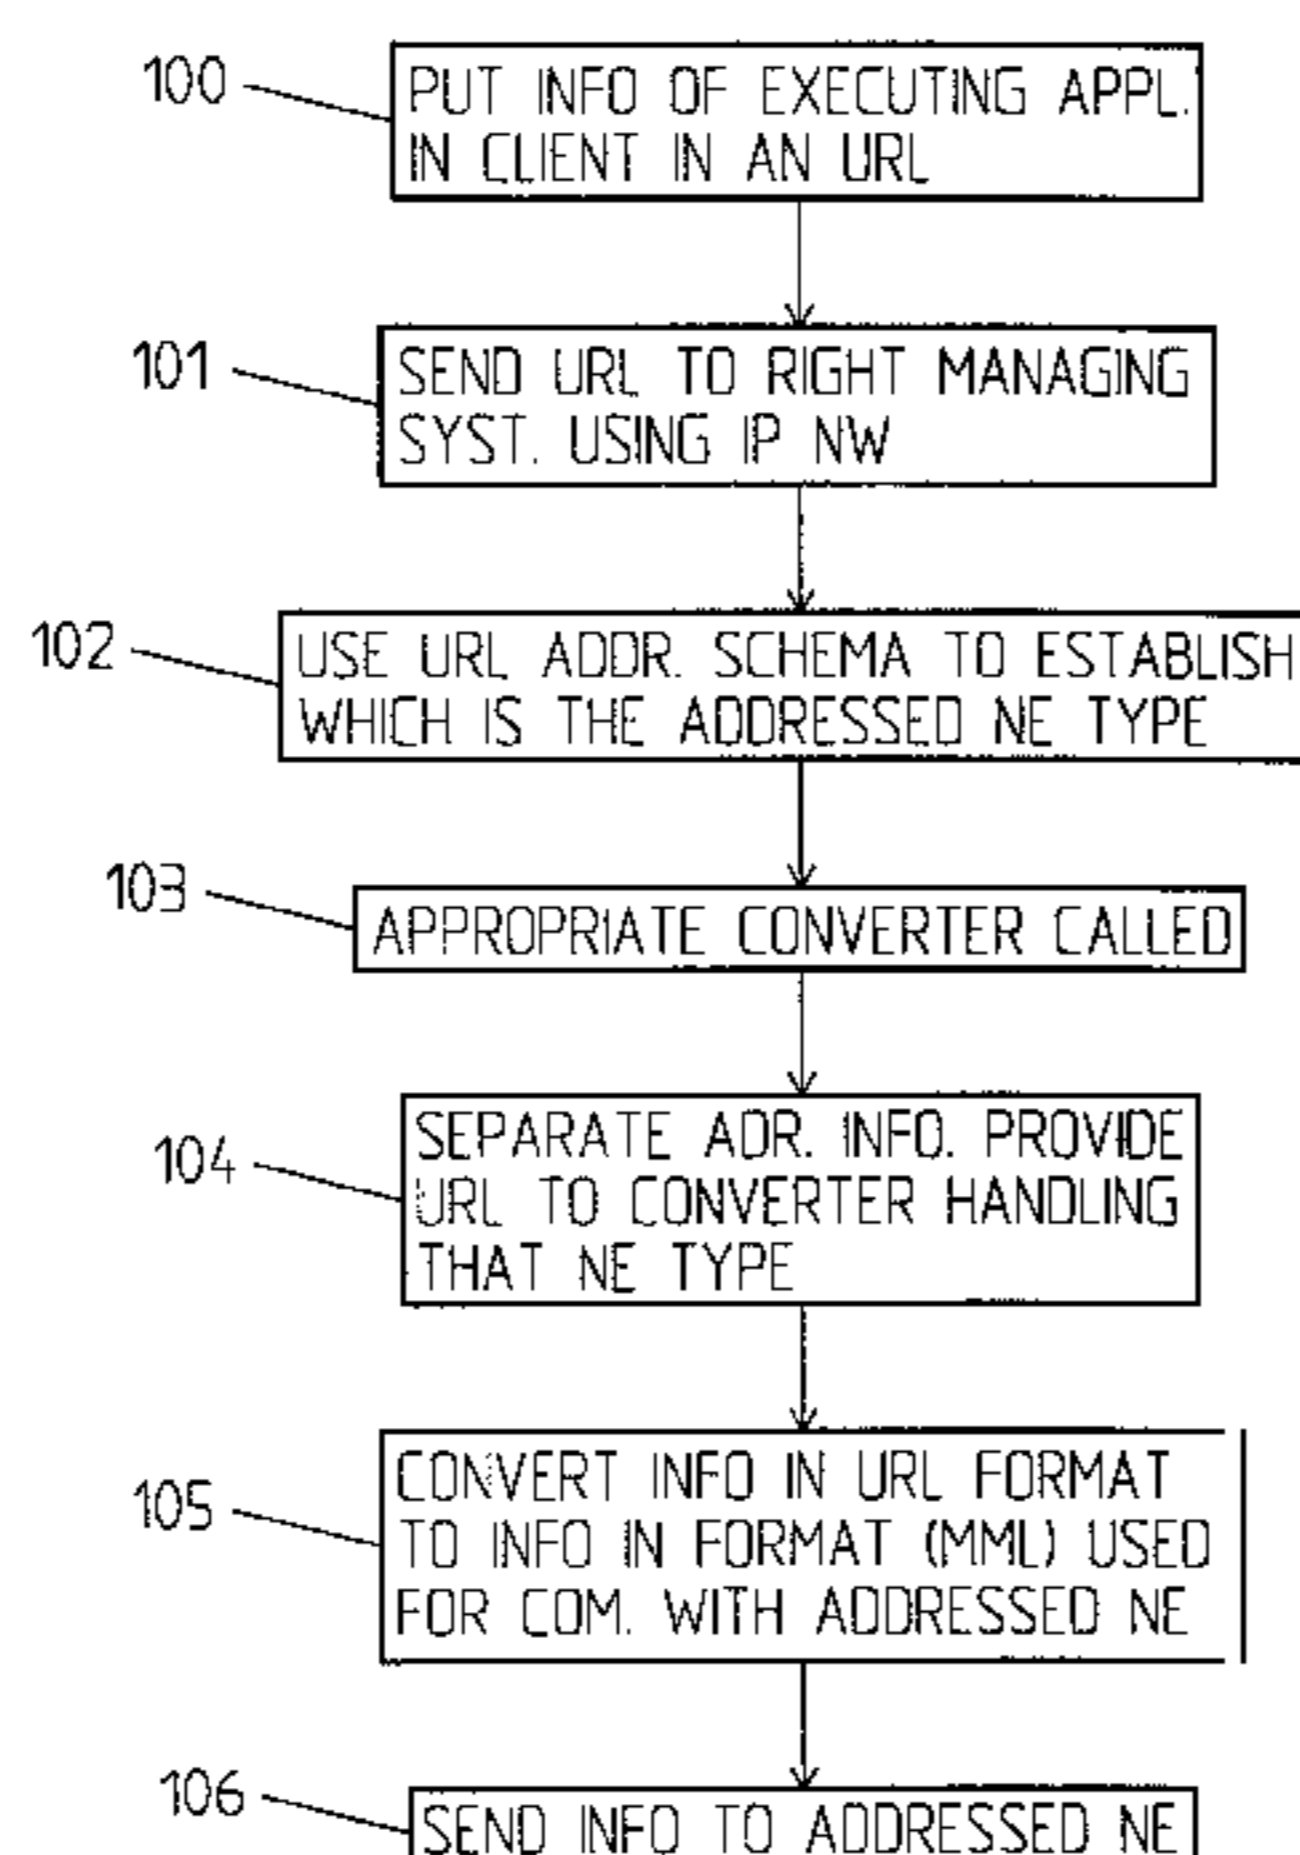 100
PUT INFO OF EXECUTING APPL.
IN CLIENT IN AN URL
101
SEND URL TO RIGHT MANAGING
SYST. USING IP NW
102
USE URL ADDR. SCHEMA TO ESTABLISH
WHICH IS THE ADDRESSED NE TYPE
103
APPROPRIATE CONVERTER CALLED
104
SEPARATE ADR. INFO. PROVIDE
URL TO CONVERTER HANDLING
THAT NE TYPE
105
CONVERT INFO IN URL FORMAT
TO INFO IN FORMAT (MML) USED
FOR COM. WITH ADDRESSED NE
106
SEND INFO TO ADDRESSED NE